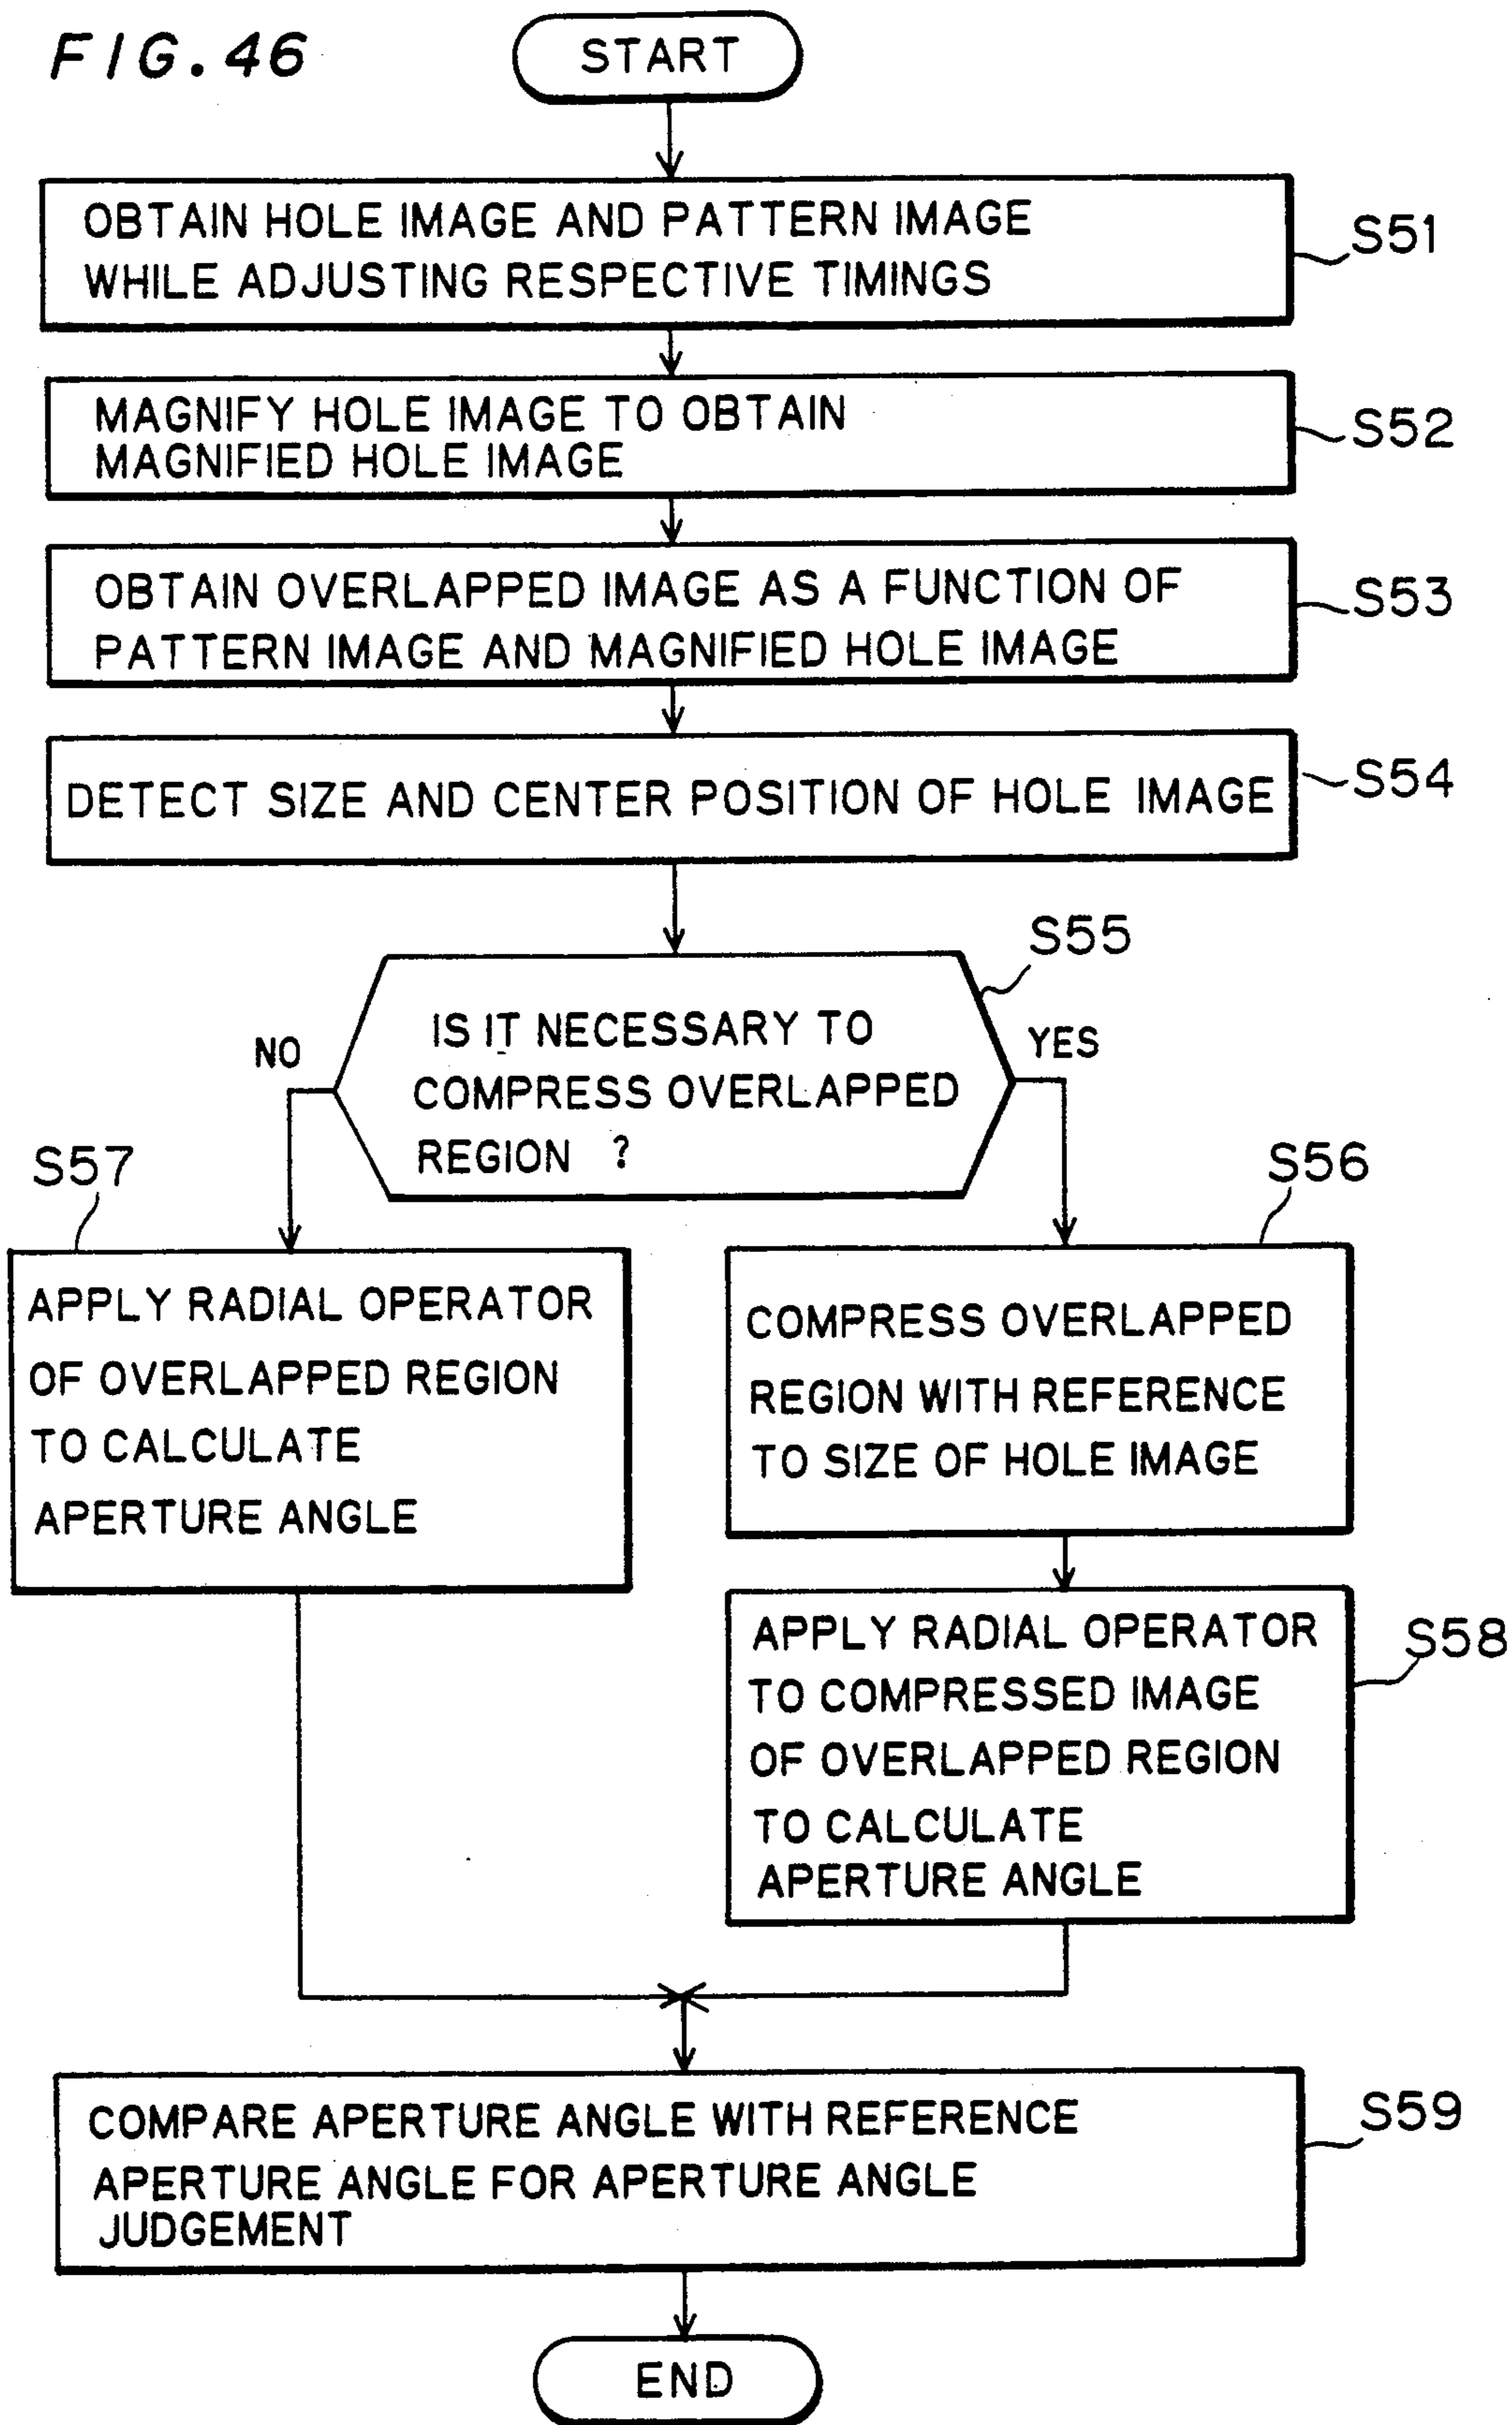 FIG. 46
START
OBTAIN HOLE IMAGE AND PATTERN IMAGE
WHILE ADJUSTING RESPECTIVE TIMINGS
S51
MAGNIFY HOLE IMAGE TO OBTAIN
MAGNIFIED HOLE IMAGE
S52
OBTAIN OVERLAPPED IMAGE AS A FUNCTION OF
PATTERN IMAGE AND MAGNIFIED HOLE IMAGE
S53
DETECT SIZE AND CENTER POSITION OF HOLE IMAGE
S54
S55
IS IT NECESSARY TO
COMPRESS OVERLAPPED
REGION ?
NO
YES
S57
APPLY RADIAL OPERATOR
OF OVERLAPPED REGION
TO CALCULATE
APERTURE ANGLE
S56
COMPRESS OVERLAPPED
REGION WITH REFERENCE
TO SIZE OF HOLE IMAGE
APPLY RADIAL OPERATOR
TO COMPRESSED IMAGE
OF OVERLAPPED REGION
TO CALCULATE
APERTURE ANGLE
S58
COMPARE APERTURE ANGLE WITH REFERENCE
APERTURE ANGLE FOR APERTURE ANGLE
JUDGEMENT
S59
END